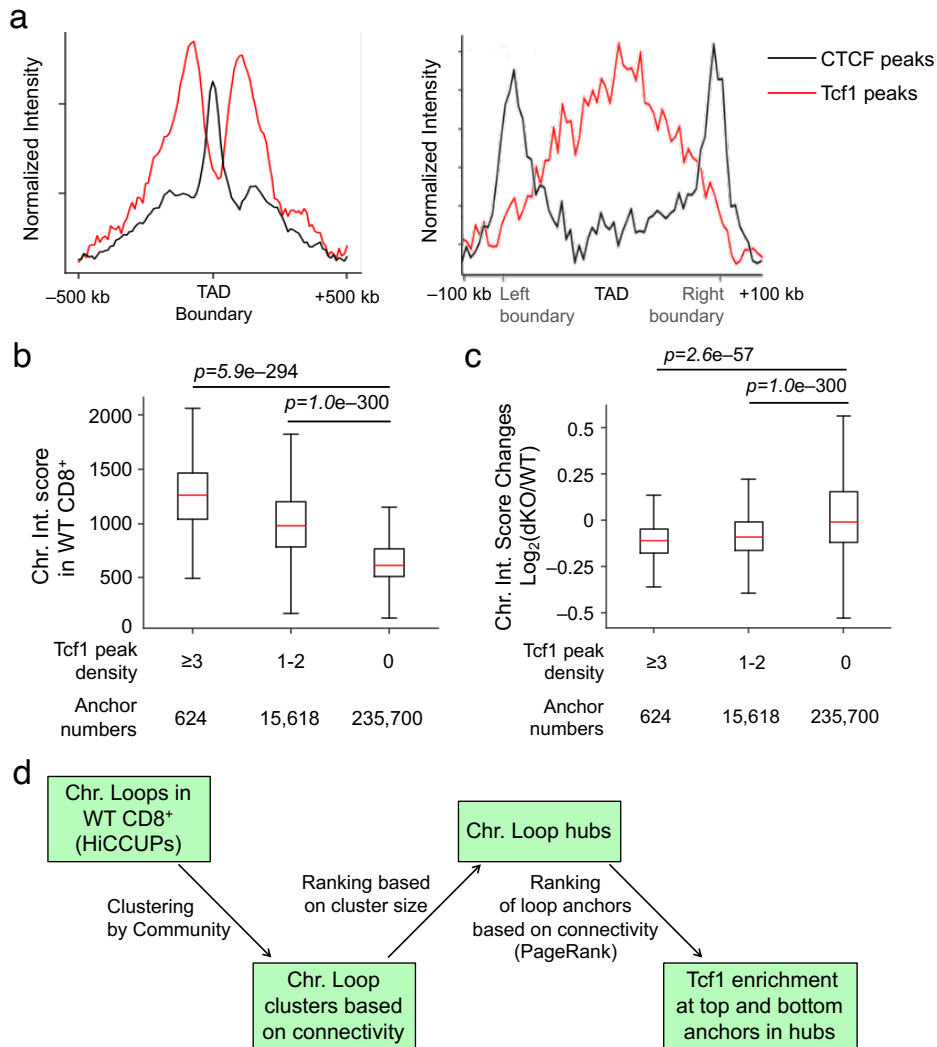 a
Normalized Intensity
–500 kb
TAD
Boundary
+500 kb
Normalized Intensity
–100 kb
Left
boundary
TAD
Right
boundary
+100 kb
CTCF peaks
Tcf1 peaks
b
p=5.9e–294
p=1.0e–300
Chr. Int. score
in WT CD8+
2000
1500
1000
500
0
Tcf1 peak
density
≥3
1-2
0
Anchor
numbers
624
15,618
235,700
c
p=2.6e–57
p=1.0e–300
Chr. Int. Score Changes
Log₂(dKO/WT)
0.5
0.25
0
–0.25
–0.5
Tcf1 peak
density
≥3
1-2
0
Anchor
numbers
624
15,618
235,700
d
Chr. Loops in
WT CD8+
(HiCCUPs)
Clustering
by Community
Chr. Loop
clusters based
on connectivity
Ranking based
on cluster size
Chr. Loop hubs
Ranking
of loop anchors
based on connectivity
(PageRank)
Tcf1 enrichment
at top and bottom
anchors in hubs